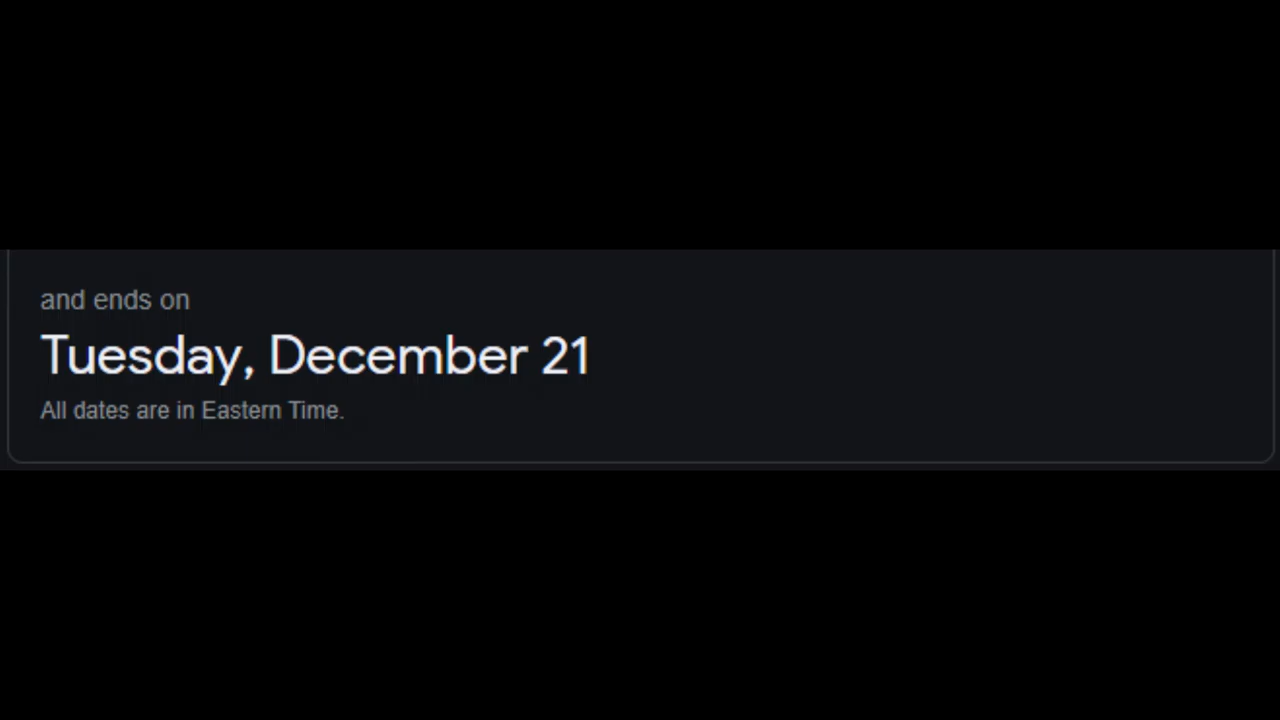 and ends on
Tuesday, December 21
All dates are in Eastern Time.